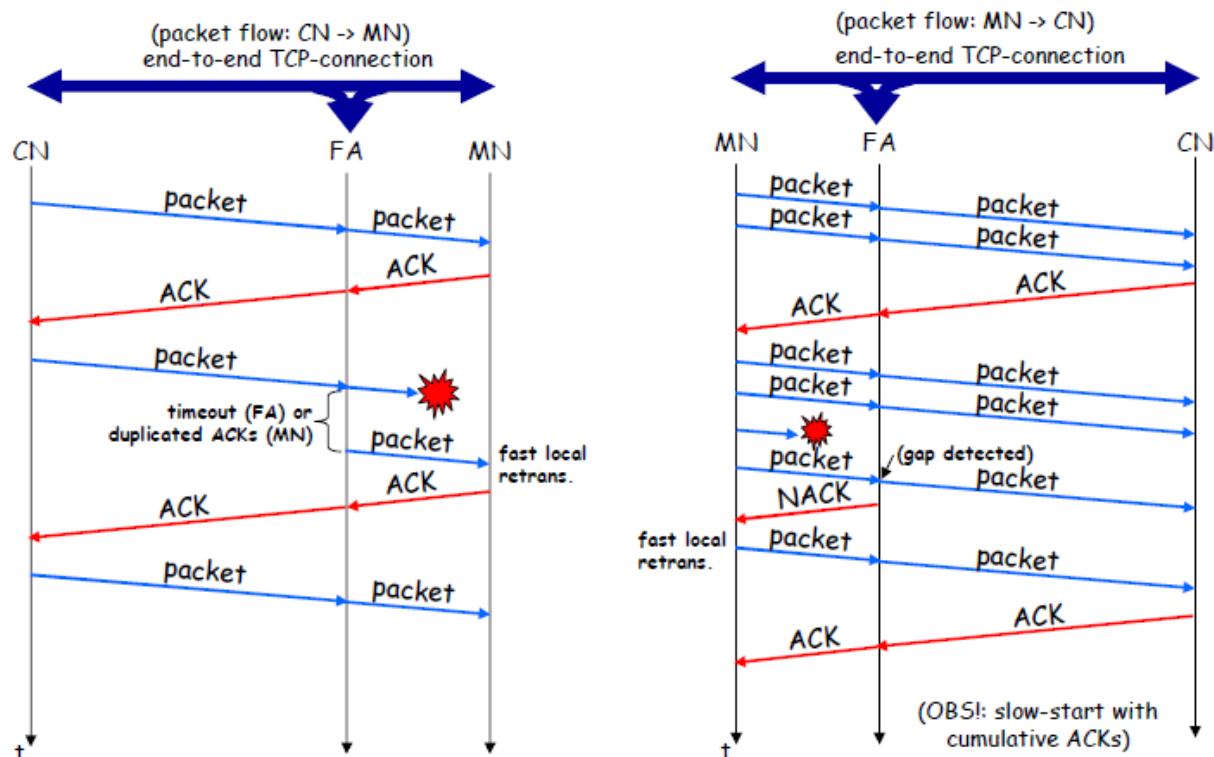 (packet flow: CN -> MN)
end-to-end TCP-connection
CN
FA
MN
packet
packet
ACK
ACK
packet
timeout (FA) or
duplicated ACKs (MN)
packet
fast local
retrans.
ACK
ACK
packet
packet
t
(packet flow: MN -> CN)
end-to-end TCP-connection
MN
FA
CN
packet
packet
packet
packet
ACK
ACK
packet
packet
packet
packet
packet
(gap detected)
packet
NACK
fast local
retrans.
packet
packet
ACK
ACK
(OBS!: slow-start with
cumulative ACKs)
t